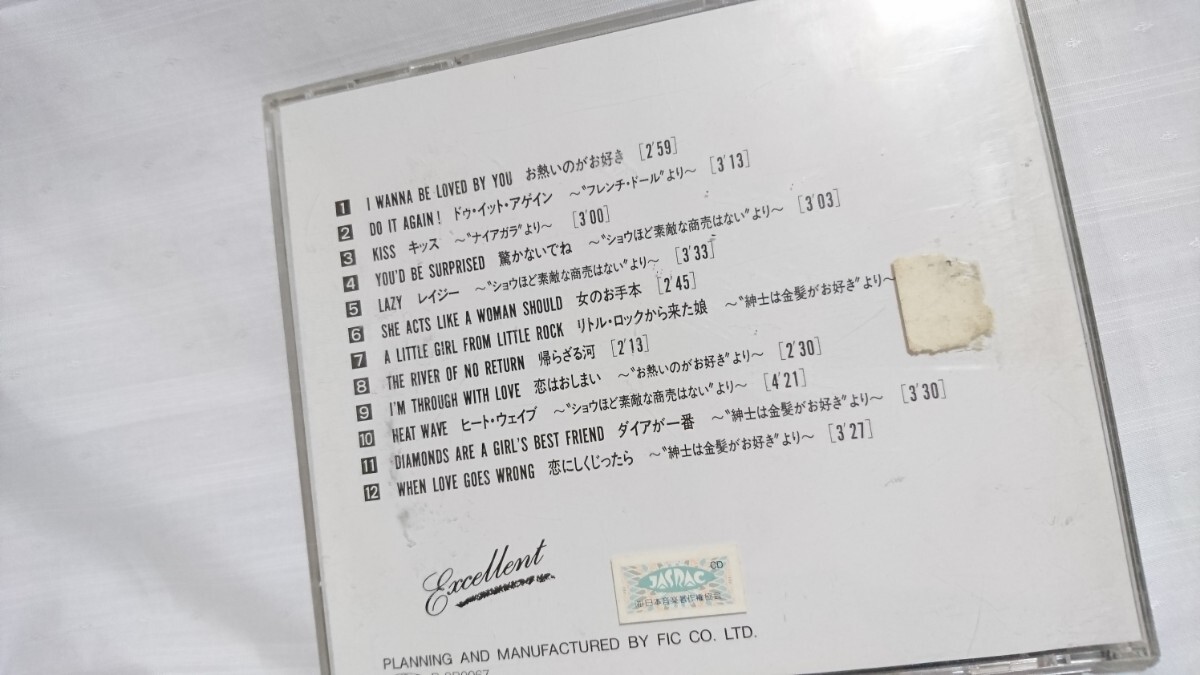 1 I WANNA BE LOVED BY YOU お熱いのがお好き [2'59]
2 DO IT AGAIN! ドゥ・イット・アゲイン 〜"フレンチ・ドール"より〜 [3'13]
3 KISS キッス 〜"ナイアガラ"より〜 [3'00]
4 YOU'D BE SURPRISED 驚かないでね 〜"ショウほど素敵な商売はない"より〜 [3'03]
5 LAZY レイジー 〜"ショウほど素敵な商売はない"より〜 [3'33]
6 SHE ACTS LIKE A WOMAN SHOULD 女のお手本 [2'45]
7 A LITTLE GIRL FROM LITTLE ROCK リトル・ロックから来た娘 〜"紳士は金髪がお好き"より〜
8 THE RIVER OF NO RETURN 帰らざる河 [2'13]
9 I'M THROUGH WITH LOVE 恋はおしまい 〜"お熱いのがお好き"より〜 [2'30]
10 HEAT WAVE ヒート・ウェイブ 〜"ショウほど素敵な商売はない"より〜 [4'21]
11 DIAMONDS ARE A GIRL'S BEST FRIEND ダイアが一番 〜"紳士は金髪がお好き"より〜 [3'30]
12 WHEN LOVE GOES WRONG 恋にしくじったら 〜"紳士は金髪がお好き"より〜 [3'27]
Excellent
CD
JASRAC
PLANNING AND MANUFACTURED BY FIC CO. LTD.